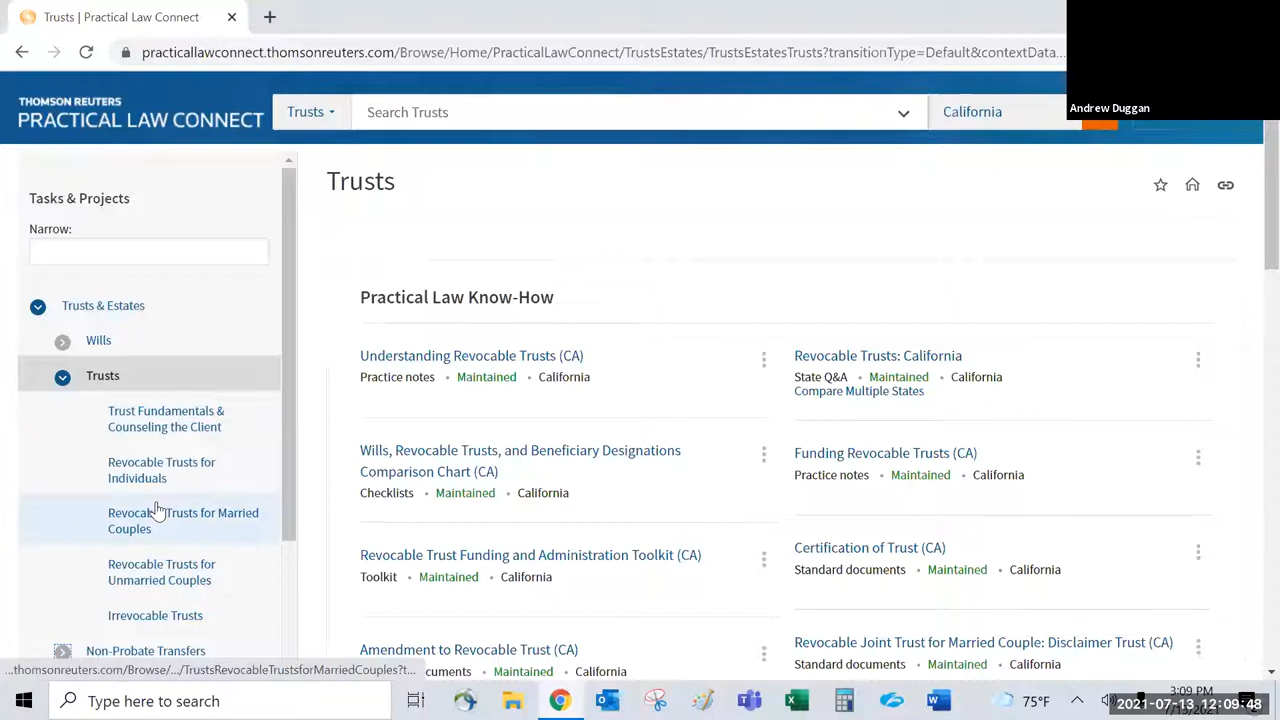 Trusts | Practical Law Connect
practicallawconnect.thomsonreuters.com/Browse/Home/PracticalLawConnect/TrustsEstates/TrustsEstatesTrusts?transitionType=Default&contextData...
Andrew Duggan
THOMSON REUTERS
PRACTICAL LAW CONNECT
Trusts
Search Trusts
California
Tasks & Projects
Narrow:
Trusts & Estates
Wills
Trusts
Trust Fundamentals &
Counseling the Client
Revocable Trusts for
Individuals
Revocable Trusts for Married
Couples
Revocable Trusts for
Unmarried Couples
Irrevocable Trusts
Non-Probate Transfers
Trusts
Practical Law Know-How
Understanding Revocable Trusts (CA)
Practice notes • Maintained • California
Revocable Trusts: California
State Q&A • Maintained • California
Compare Multiple States
Wills, Revocable Trusts, and Beneficiary Designations
Comparison Chart (CA)
Checklists • Maintained • California
Funding Revocable Trusts (CA)
Practice notes • Maintained • California
Revocable Trust Funding and Administration Toolkit (CA)
Toolkit • Maintained • California
Certification of Trust (CA)
Standard documents • Maintained • California
Amendment to Revocable Trust (CA)
cuments • Maintained • California
Revocable Joint Trust for Married Couple: Disclaimer Trust (CA)
Standard documents • Maintained • California
...thomsonreuters.com/Browse/.../TrustsRevocableTrustsforMarriedCouples?t...
Type here to search
75°F
3:09 PM
2021-07-13 12:09:48